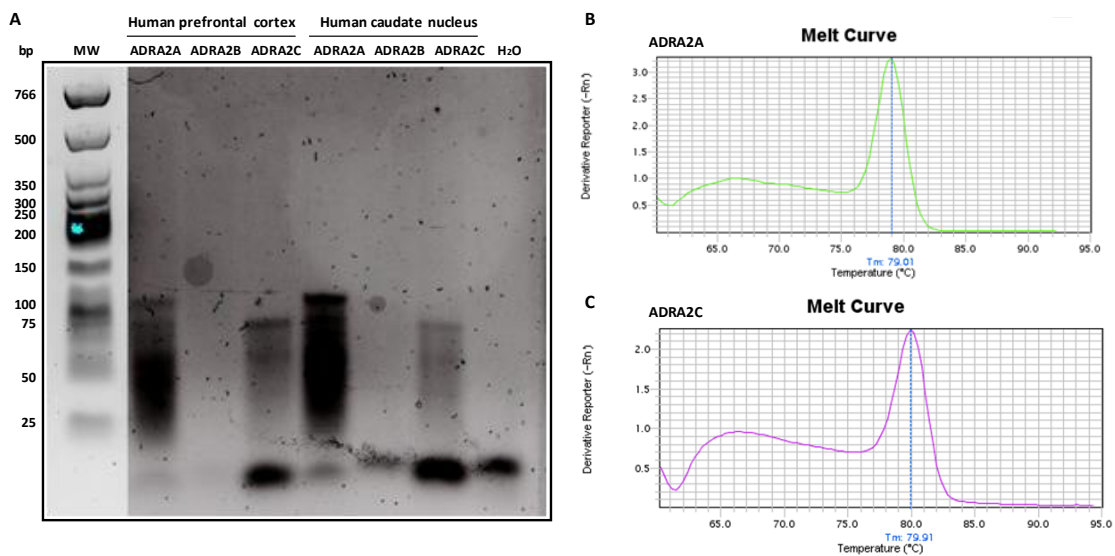 A
Human prefrontal cortex Human caudate nucleus
bp MW ADRA2A ADRA2B ADRA2C ADRA2A ADRA2B ADRA2C H₂O
766
500
350
300
250
200
150
100
75
50
25
B
ADRA2A
Melt Curve
Derivative Reporter (-Rn)
3.0
2.5
2.0
1.5
1.0
0.5
65.0 70.0 75.0 80.0 85.0 90.0 95.0
Tm: 79.01
Temperature (°C)
C
ADRA2C
Melt Curve
Derivative Reporter (-Rn)
2.0
1.5
1.0
0.5
65.0 70.0 75.0 80.0 85.0 90.0 95.0
Tm: 79.91
Temperature (°C)